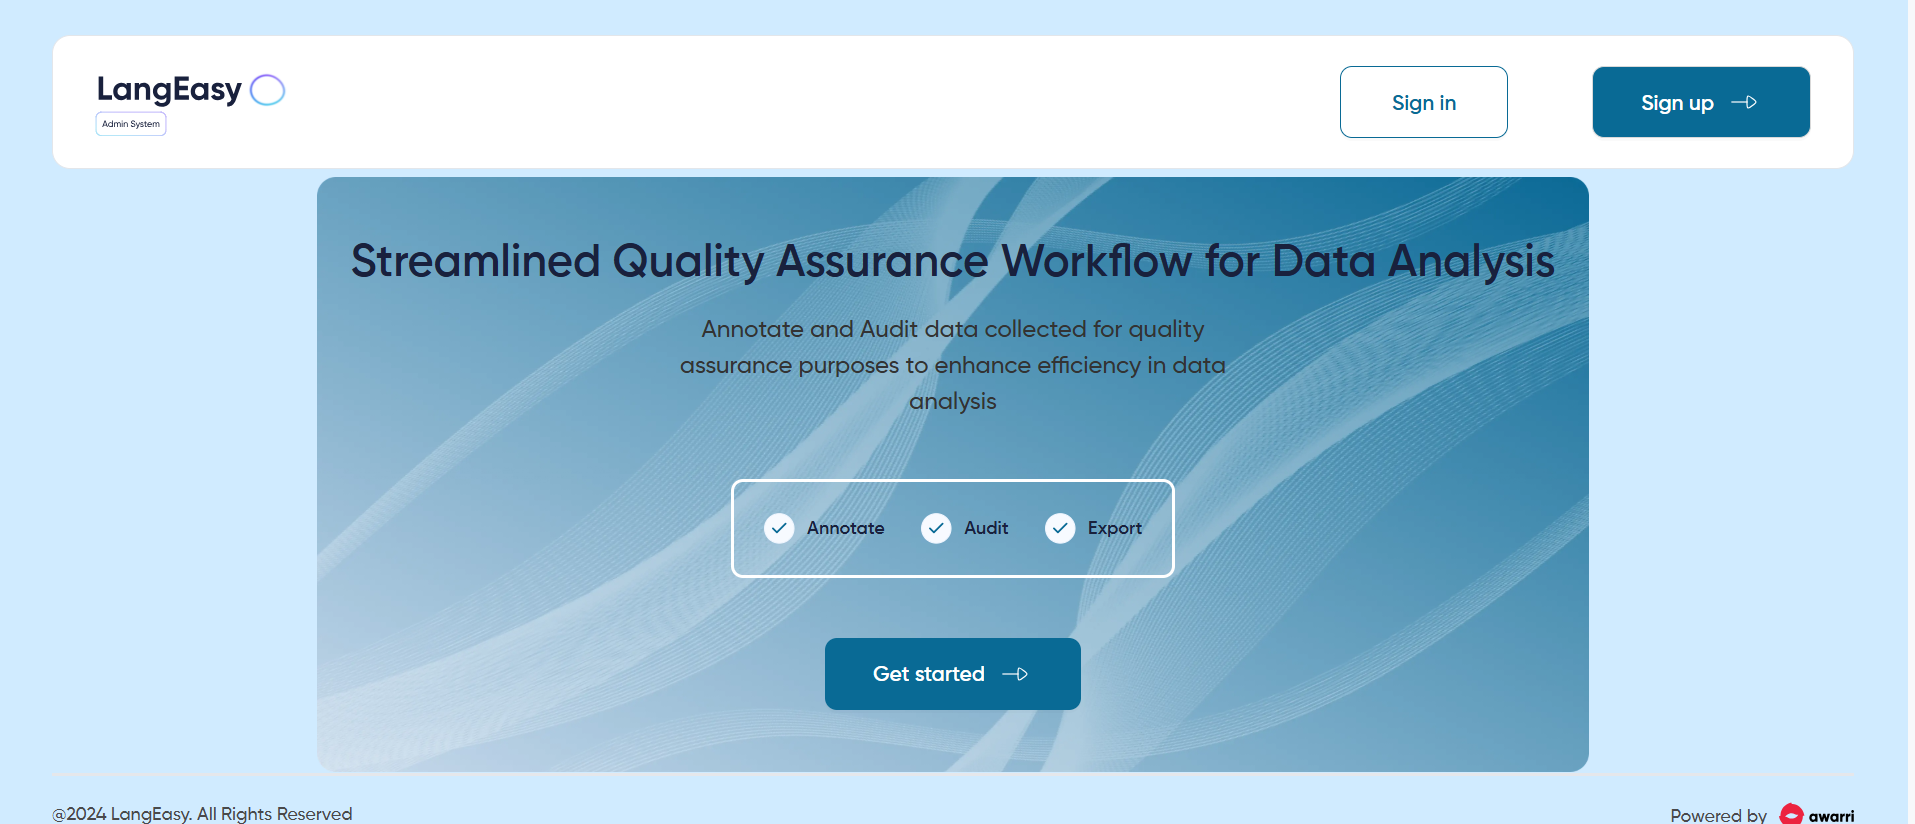 LangEasy
Admin System
Sign in
Sign up
Streamlined Quality Assurance Workflow for Data Analysis
Annotate and Audit data collected for quality
assurance purposes to enhance efficiency in data
analysis
Annotate
Audit
Export
Get started
@2024 LangEasy. All Rights Reserved
Powered by awarri